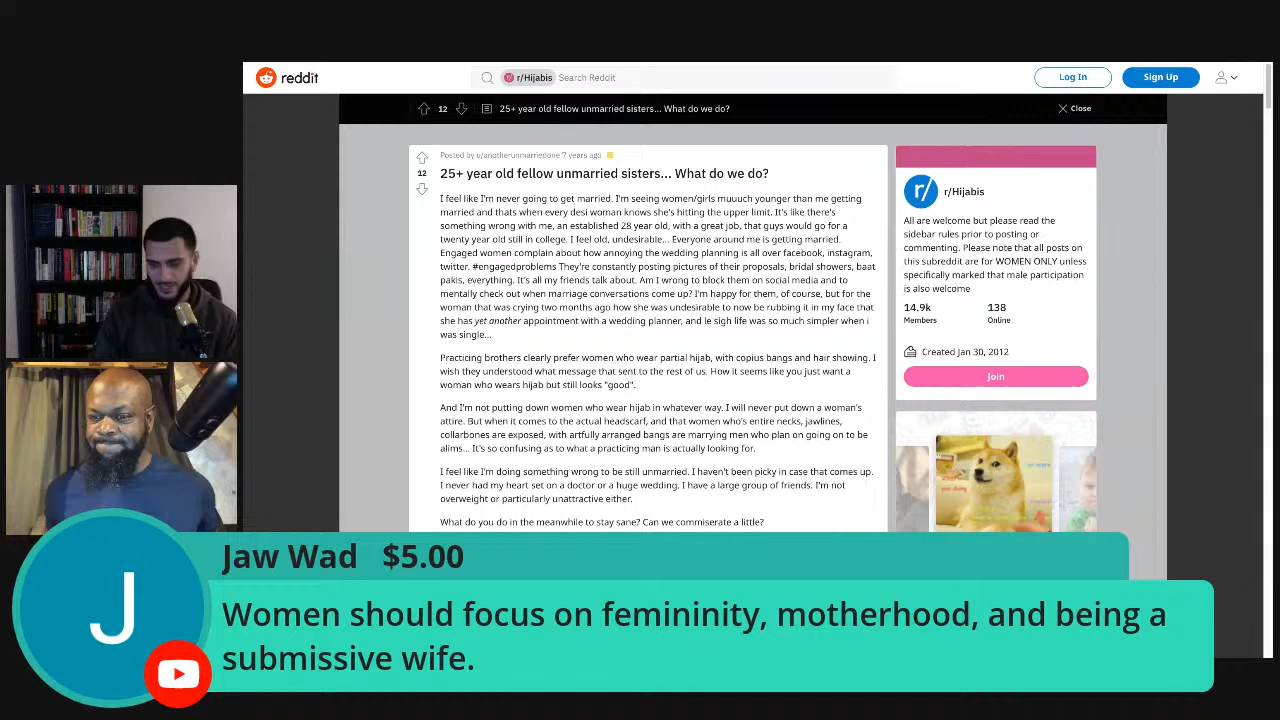 reddit
r/Hijabis Search Reddit
Log In
Sign Up
12
25+ year old fellow unmarried sisters... What do we do?
Close
Posted by u/anotherunmarriedone 7 years ago
12
25+ year old fellow unmarried sisters... What do we do?
I feel like I'm never going to get married. I'm seeing women/girls muuuch younger than me getting
married and thats when every desi woman knows she's hitting the upper limit. It's like there's
something wrong with me, an established 28 year old, with a great job, that guys would go for a
twenty year old still in college. I feel old, undesirable... Everyone around me is getting married.
Engaged women complain about how annoying the wedding planning is all over facebook, instagram,
twitter. #engagedproblems They're constantly posting pictures of their proposals, bridal showers, baat
pakis, everything. It's all my friends talk about. Am I wrong to block them on social media and to
mentally check out when marriage conversations come up? I'm happy for them, of course, but for the
woman that was crying two months ago how she was undesirable to now be rubbing it in my face that
she has yet another appointment with a wedding planner, and le sigh life was so much simpler when i
was single...
Practicing brothers clearly prefer women who wear partial hijab, with copius bangs and hair showing. I
wish they understood what message that sent to the rest of us. How it seems like you just want a
woman who wears hijab but still looks "good".
And I'm not putting down women who wear hijab in whatever way. I will never put down a woman's
attire. But when it comes to the actual headscarf, and that women who's entire necks, jawlines,
collarbones are exposed, with artfully arranged bangs are marrying men who plan on going on to be
alims... It's so confusing as to what a practicing man is actually looking for.
I feel like I'm doing something wrong to be still unmarried. I haven't been picky in case that comes up.
I never had my heart set on a doctor or a huge wedding. I have a large group of friends. I'm not
overweight or particularly unattractive either.
What do you do in the meanwhile to stay sane? Can we commiserate a little?
r/ r/Hijabis
All are welcome but please read the
sidebar rules prior to posting or
commenting. Please note that all posts on
this subreddit are for WOMEN ONLY unless
specifically marked that male participation
is also welcome
14.9k 138
Members Online
Created Jan 30, 2012
Join
J
Jaw Wad $5.00
Women should focus on femininity, motherhood, and being a
submissive wife.